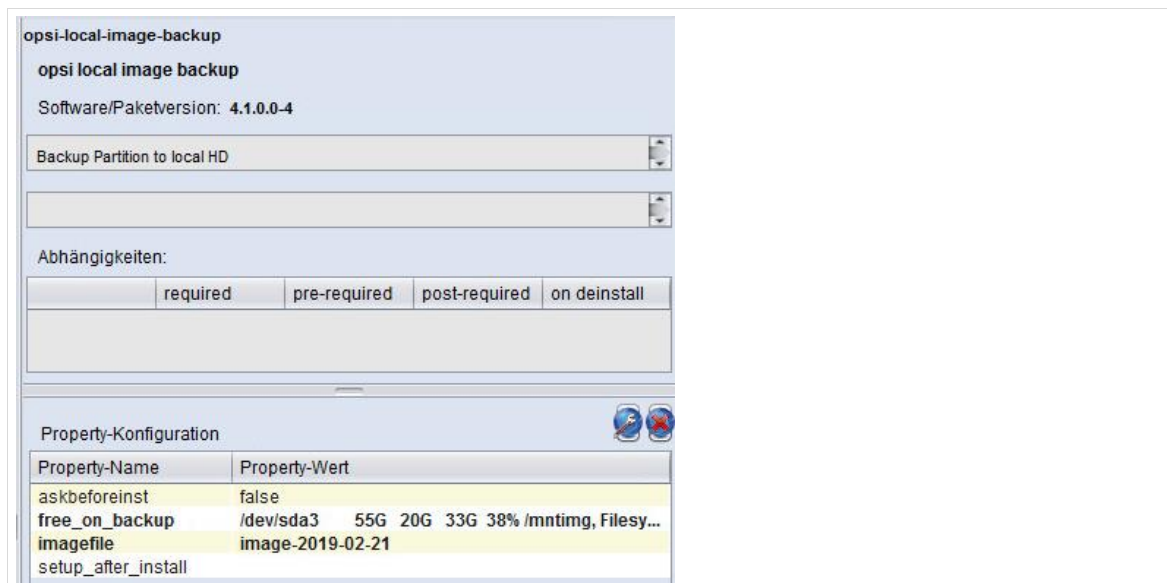 opsi-local-image-backup
opsi local image backup
Software/Paketversion: 4.1.0.0-4
Backup Partition to local HD
Abhängigkeiten:
required pre-required post-required on deinstall
Property-Konfiguration
Property-Name Property-Wert
askbeforeinst false
free_on_backup /dev/sda3 55G 20G 33G 38% /mntimg, Filesy...
imagefile image-2019-02-21
setup_after_install